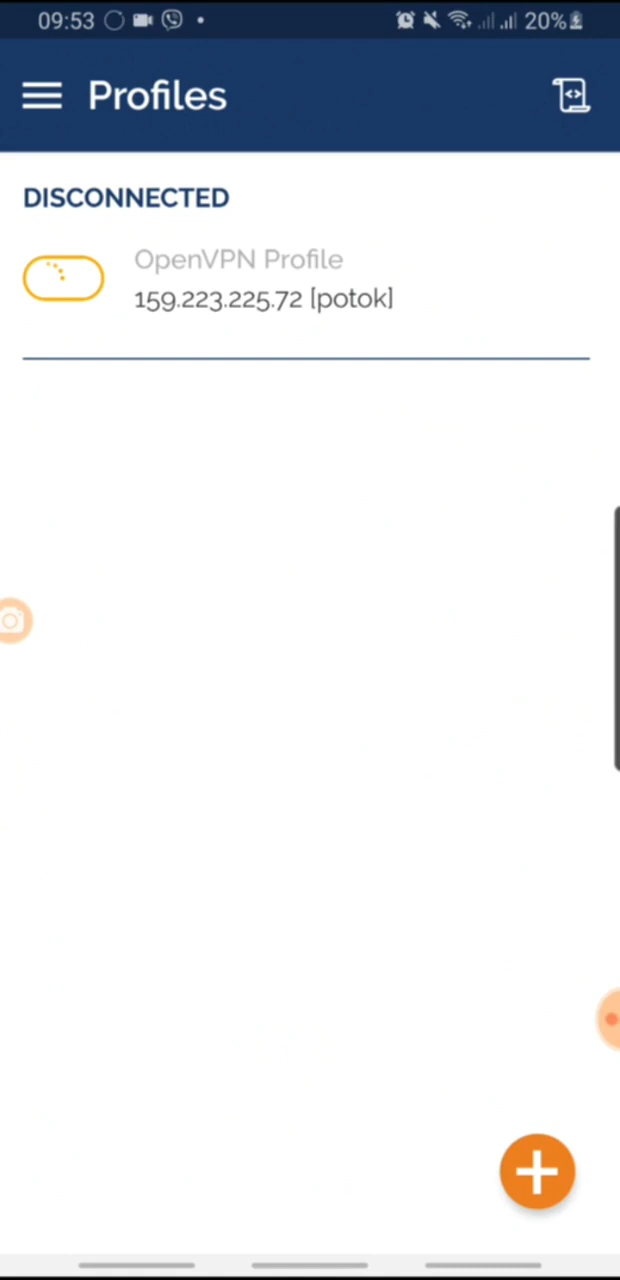 09:53
20%
Profiles
DISCONNECTED
OpenVPN Profile
159.223.225.72 [potok]